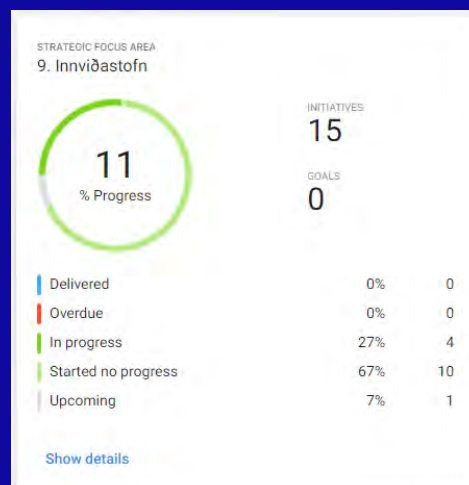 STRATEGIC FOCUS AREA
9. Innviðastofn
11
% Progress
INITIATIVES
15
GOALS
0
Delivered 0% 0
Overdue 0% 0
In progress 27% 4
Started no progress 67% 10
Upcoming 7% 1
Show details